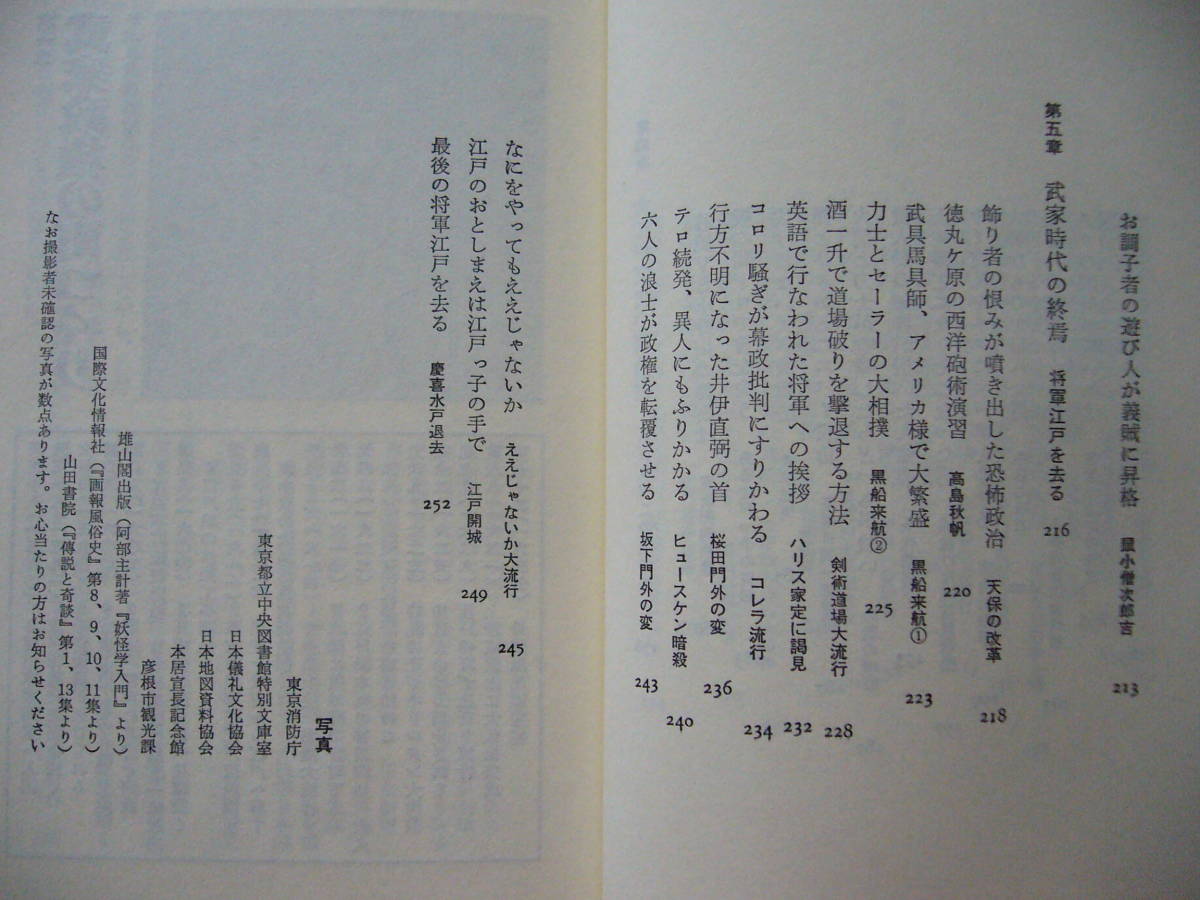 お調子者の遊び人が義賊に昇格 鼠小僧次郎吉 213
第五章 武家時代の終焉 将軍江戸を去る 216
飾り者の恨みが噴き出した恐怖政治 天保の改革 218
徳丸ケ原の西洋砲術演習 高島秋帆 220
武具馬具師、アメリカ様で大繁盛 黒船来航① 223
力士とセーラーの大相撲 黒船来航② 225
酒一升で道場破りを撃退する方法 剣術道場大流行 228
英語で行なわれた将軍への挨拶 ハリス家定に謁見 232
コロリ騒ぎが幕政批判にすりかわる コレラ流行 234
行方不明になった井伊直弼の首 桜田門外の変 236
テロ続発、異人にもふりかかる ヒュースケン暗殺 240
六人の浪士が政権を転覆させる 坂下門外の変 243
なにをやってもええじゃないか ええじゃないか大流行 245
江戸のおとしまえは江戸っ子の手で 江戸開城 249
最後の将軍江戸を去る 慶喜水戸退去 252
写真
東京消防庁
東京都立中央図書館特別文庫室
日本儀礼文化協会
日本地図資料協会
本居宣長記念館
彦根市観光課
雄山閣出版（阿部主計著『妖怪学入門』より）
国際文化情報社（『画報風俗史』第8、9、10、11集より）
山田書院（『傳説と奇談』第1、13集より）
なお撮影者未確認の写真が数点あります。お心当たりの方はお知らせください